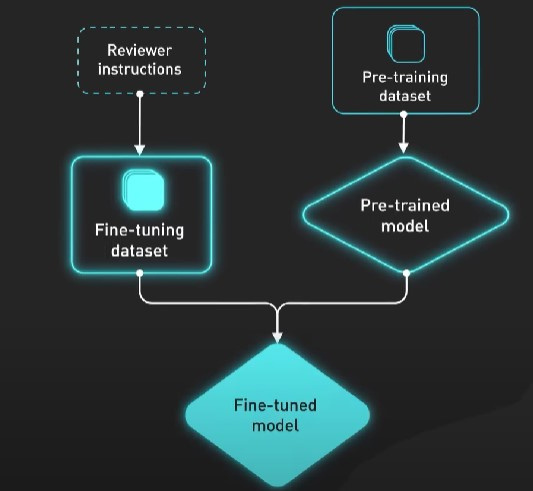 Reviewer
instructions
Pre-training
dataset
Fine-tuning
dataset
Pre-trained
model
Fine-tuned
model